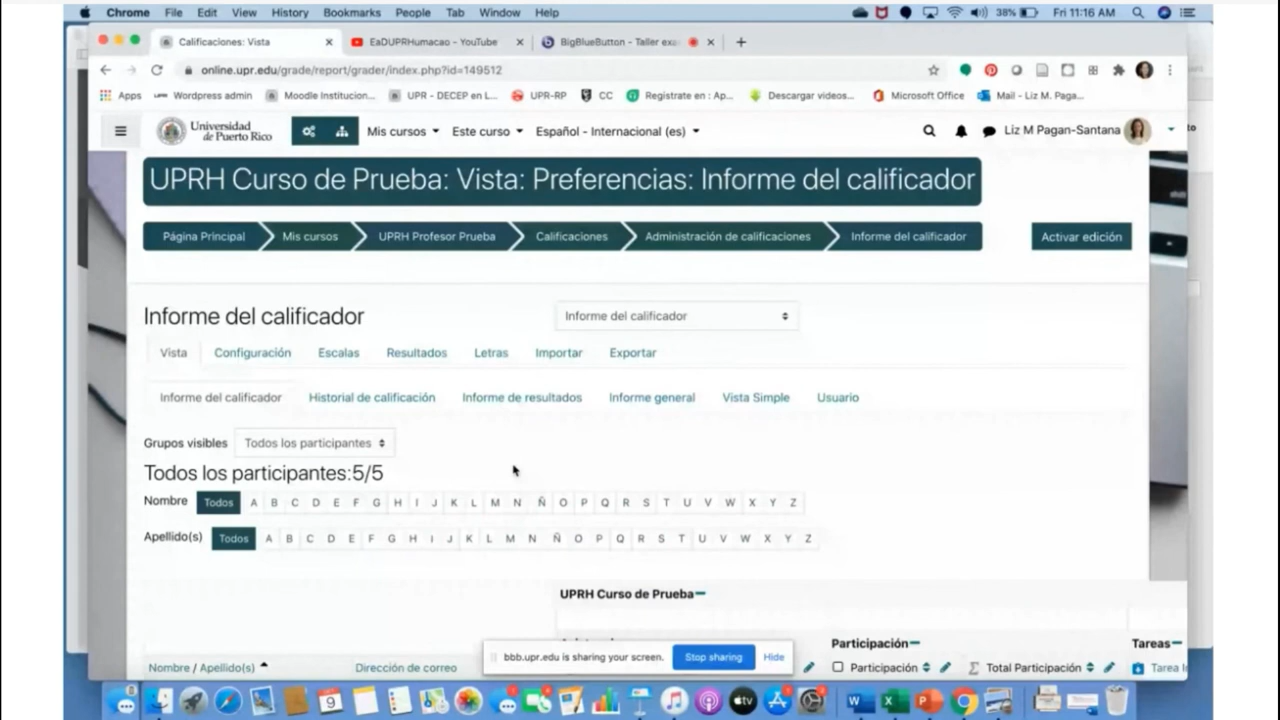 Chrome File Edit View History Bookmarks People Tab Window Help 38% Fri 11:16 AM
Calificaciones: Vista EaDUPRHumacao - YouTube BigBlueButton - Taller exa
online.upr.edu/grade/report/grader/index.php?id=149512
Apps Wordpress admin Moodle Institucion... UPR - DECEP en L... UPR-RP CC Registrate en : Ap... Descargar videos... Microsoft Office Mail - Liz M. Paga...
Universidad de Puerto Rico Mis cursos Este curso Español - Internacional (es) Liz M Pagan-Santana
UPRH Curso de Prueba: Vista: Preferencias: Informe del calificador
Página Principal Mis cursos UPRH Profesor Prueba Calificaciones Administración de calificaciones Informe del calificador Activar edición
Informe del calificador Informe del calificador
Vista Configuración Escalas Resultados Letras Importar Exportar
Informe del calificador Historial de calificación Informe de resultados Informe general Vista Simple Usuario
Grupos visibles Todos los participantes
Todos los participantes:5/5
Nombre Todos A B C D E F G H I J K L M N Ñ O P Q R S T U V W X Y Z
Apellido(s) Todos A B C D E F G H I J K L M N Ñ O P Q R S T U V W X Y Z
UPRH Curso de Prueba
Participación Tareas
Nombre / Apellido(s) Dirección de correo Participación Total Participación Tarea
bbb.upr.edu is sharing your screen. Stop sharing Hide